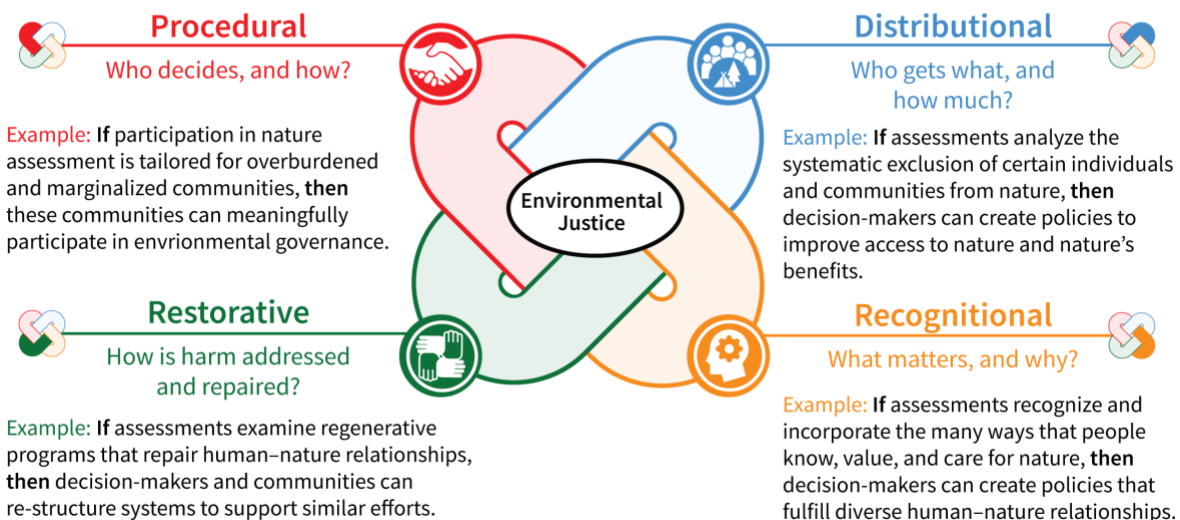 Procedural
Who decides, and how?
Example: If participation in nature
assessment is tailored for overburdened
and marginalized communities, then
these communities can meaningfully
participate in envrionmental governance.
Distributional
Who gets what, and
how much?
Example: If assessments analyze the
systematic exclusion of certain individuals
and communities from nature, then
decision-makers can create policies to
improve access to nature and nature’s
benefits.
Environmental
Justice
Restorative
How is harm addressed
and repaired?
Example: If assessments examine regenerative
programs that repair human–nature relationships,
then decision-makers and communities can
re-structure systems to support similar efforts.
Recognitional
What matters, and why?
Example: If assessments recognize and
incorporate the many ways that people
know, value, and care for nature, then
decision-makers can create policies that
fulfill diverse human–nature relationships.